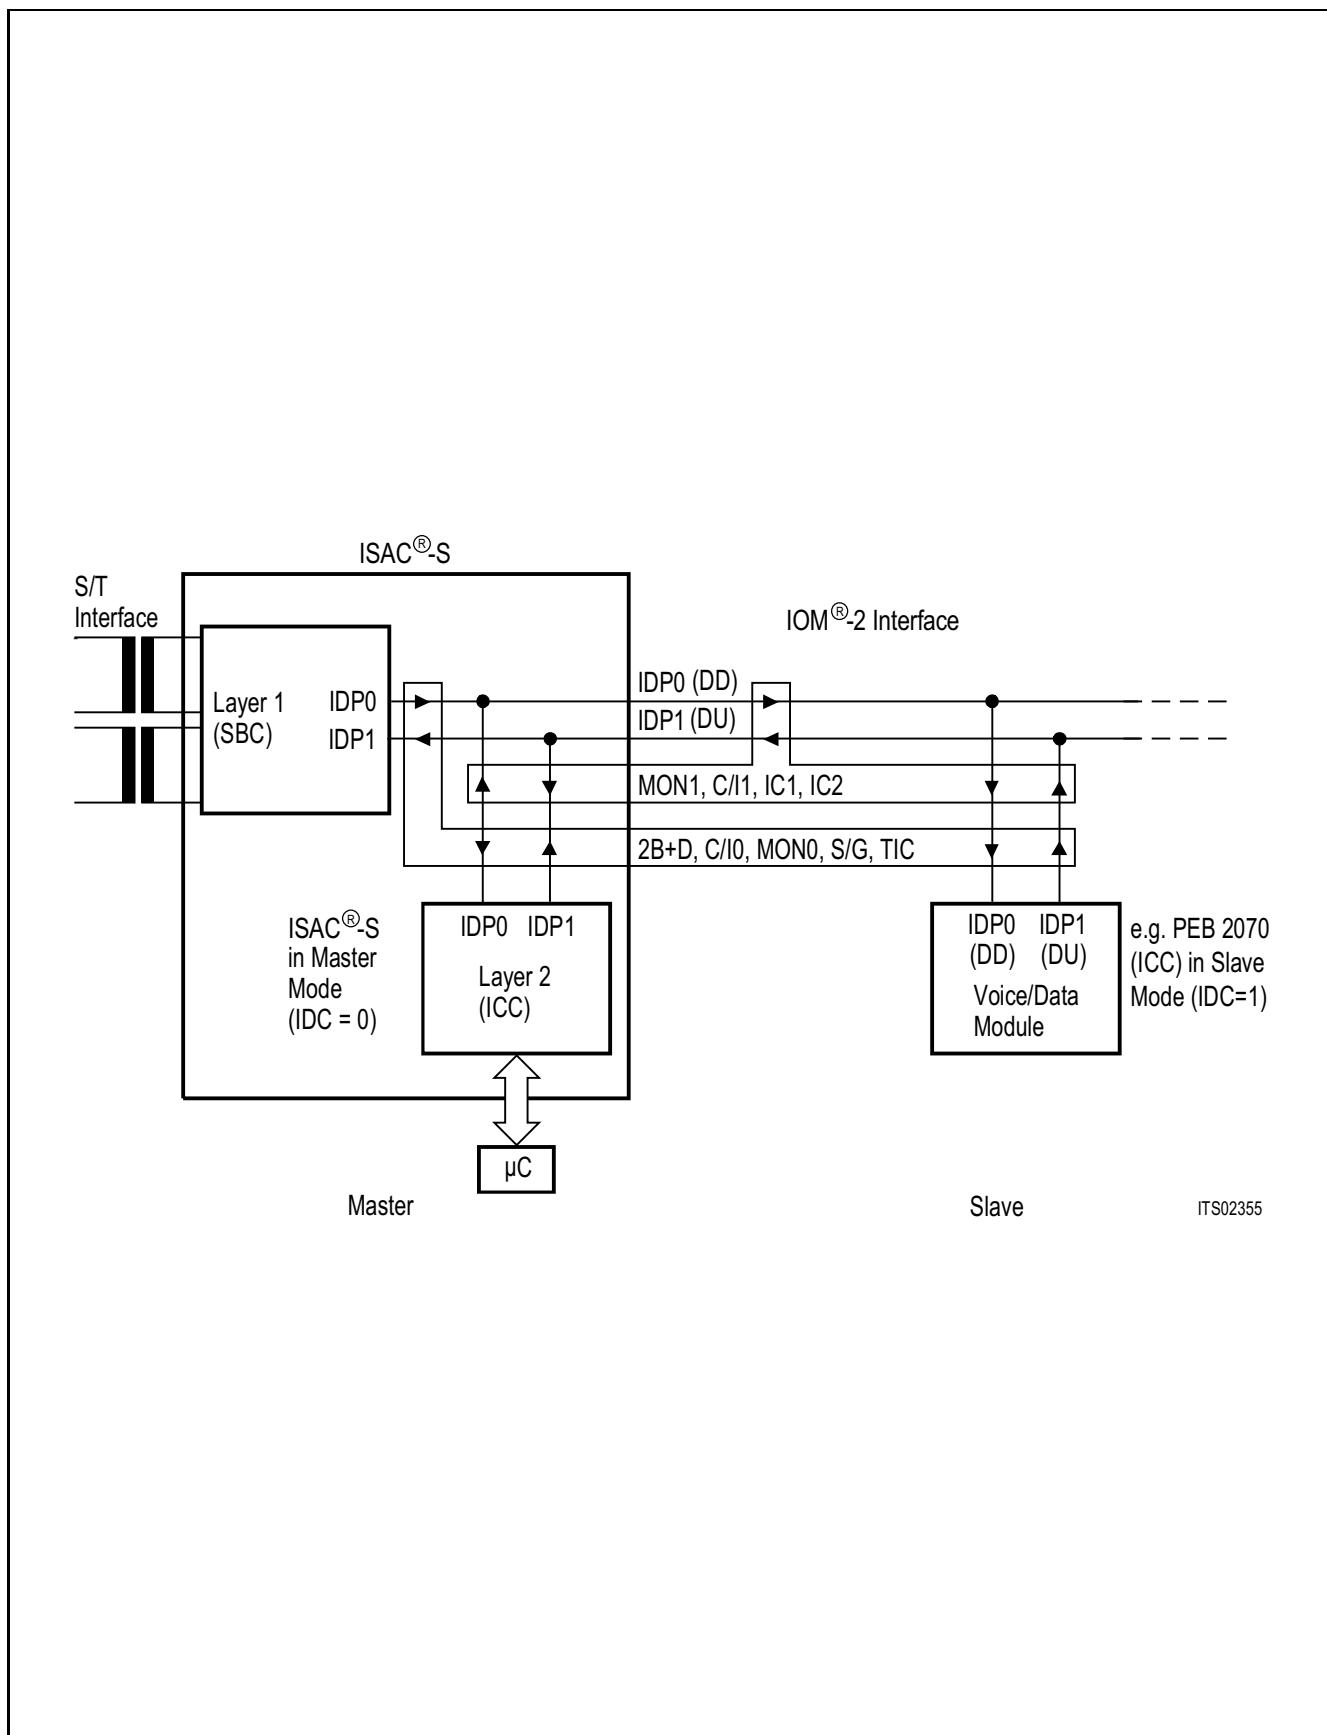 ISAC®-S
S/T
Interface
IOM®-2 Interface
IDP0 (DD)
IDP1 (DU)
Layer 1
(SBC)
IDP0
IDP1
MON1, C/I1, IC1, IC2
2B+D, C/I0, MON0, S/G, TIC
ISAC®-S
in Master
Mode
(IDC = 0)
IDP0 IDP1
Layer 2
(ICC)
IDP0 IDP1
(DD) (DU)
Voice/Data
Module
e.g. PEB 2070
(ICC) in Slave
Mode (IDC=1)
µC
Master
Slave
ITS02355